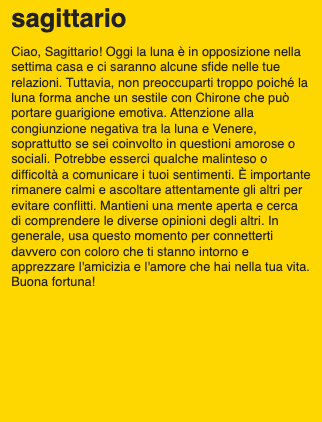 sagittario
Ciao, Sagittario! Oggi la luna è in opposizione nella
settima casa e ci saranno alcune sfide nelle tue
relazioni. Tuttavia, non preoccuparti troppo poiché la
luna forma anche un sestile con Chirone che può
portare guarigione emotiva. Attenzione alla
congiunzione negativa tra la luna e Venere,
soprattutto se sei coinvolto in questioni amorose o
sociali. Potrebbe esserci qualche malinteso o
difficoltà a comunicare i tuoi sentimenti. È importante
rimanere calmi e ascoltare attentamente gli altri per
evitare conflitti. Mantieni una mente aperta e cerca
di comprendere le diverse opinioni degli altri. In
generale, usa questo momento per connetterti
davvero con coloro che ti stanno intorno e
apprezzare l'amicizia e l'amore che hai nella tua vita.
Buona fortuna!